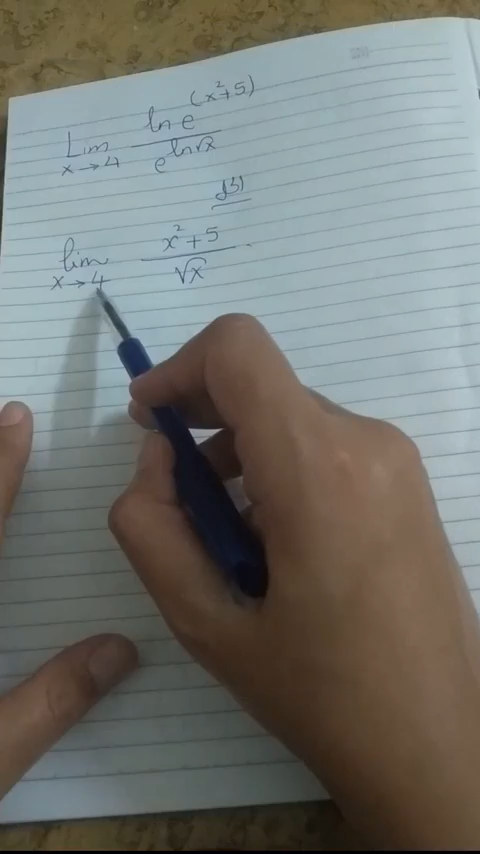 Lim x→4 ln e^(x²+5) / e^ln√x
lim x→4 x²+5 / √x